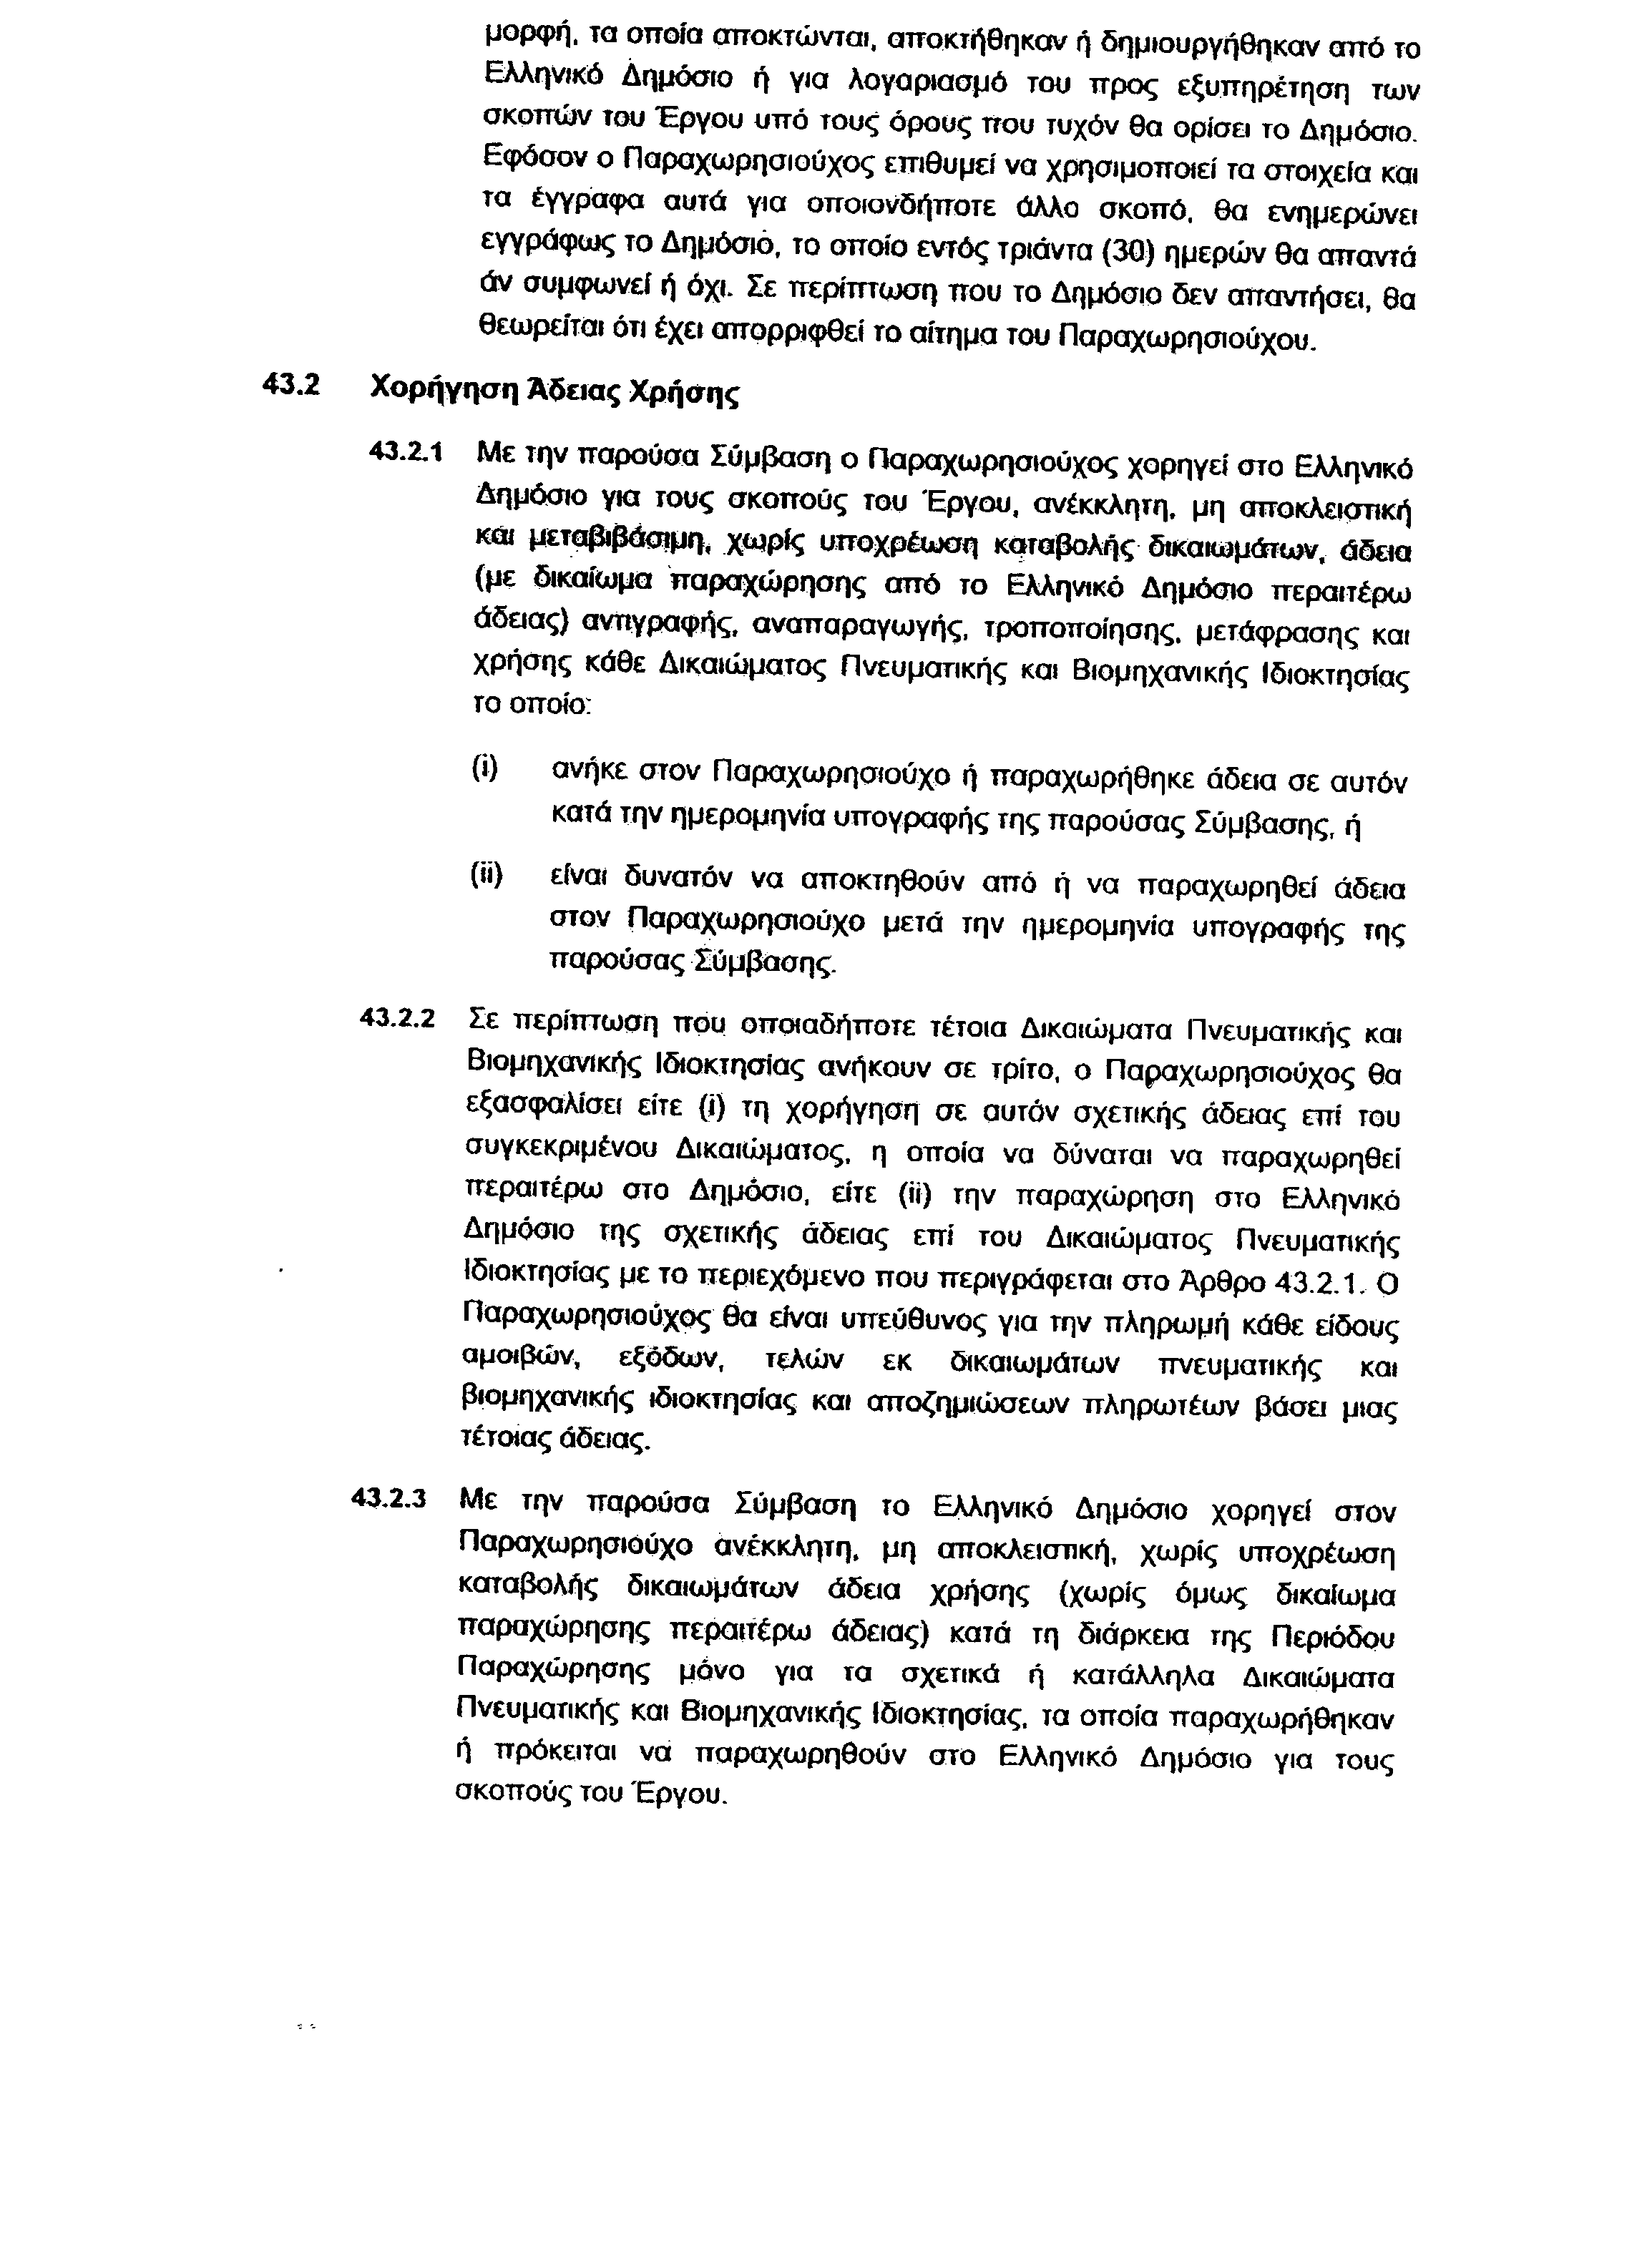 μορφή, τα οποία αποκτώνται, αποκτήθηκαν ή δημιουργήθηκαν από το
Ελληνικό Δημόσιο ή για λογαριασμό του προς εξυπηρέτηση των
σκοπών του Έργου υπό τους όρους που τυχόν θα ορίσει το Δημόσιο.
Εφόσον ο Παραχωρησιούχος επιθυμεί να χρησιμοποιεί τα στοιχεία και
τα έγγραφα αυτά για οποιονδήποτε άλλο σκοπό, θα ενημερώνει
εγγράφως το Δημόσιο, το οποίο εντός τριάντα (30) ημερών θα απαντά
άν συμφωνεί ή όχι. Σε περίπτωση που το Δημόσιο δεν απαντήσει, θα
θεωρείται ότι έχει απορριφθεί το αίτημα του Παραχωρησιούχου.
43.2 Χορήγηση Άδειας Χρήσης
43.2.1 Με την παρούσα Σύμβαση ο Παραχωρησιούχος χορηγεί στο Ελληνικό
Δημόσιο για τους σκοπούς του Έργου, ανέκκλητη, μη αποκλειστική
και μεταβιβάσιμη, χωρίς υποχρέωση καταβολής δικαιωμάτων, άδεια
(με δικαίωμα παραχώρησης από το Ελληνικό Δημόσιο περαιτέρω
άδειας) αντιγραφής, αναπαραγωγής, τροποποίησης, μετάφρασης και
χρήσης κάθε Δικαιώματος Πνευματικής και Βιομηχανικής Ιδιοκτησίας
το οποίο:
(i) ανήκε στον Παραχωρησιούχο ή παραχωρήθηκε άδεια σε αυτόν
κατά την ημερομηνία υπογραφής της παρούσας Σύμβασης, ή
(ii) είναι δυνατόν να αποκτηθούν από ή να παραχωρηθεί άδεια
στον Παραχωρησιούχο μετά την ημερομηνία υπογραφής της
παρούσας Σύμβασης.
43.2.2 Σε περίπτωση που οποιαδήποτε τέτοια Δικαιώματα Πνευματικής και
Βιομηχανικής Ιδιοκτησίας ανήκουν σε τρίτο, ο Παραχωρησιούχος θα
εξασφαλίσει είτε (i) τη χορήγηση σε αυτόν σχετικής άδειας επί του
συγκεκριμένου Δικαιώματος, η οποία να δύναται να παραχωρηθεί
περαιτέρω στο Δημόσιο, είτε (ii) την παραχώρηση στο Ελληνικό
Δημόσιο της σχετικής άδειας επί του Δικαιώματος Πνευματικής
Ιδιοκτησίας με το περιεχόμενο που περιγράφεται στο Άρθρο 43.2.1. Ο
Παραχωρησιούχος θα είναι υπεύθυνος για την πληρωμή κάθε είδους
αμοιβών, εξόδων, τελών εκ δικαιωμάτων πνευματικής και
βιομηχανικής ιδιοκτησίας και αποζημιώσεων πληρωτέων βάσει μιας
τέτοιας άδειας.
43.2.3 Με την παρούσα Σύμβαση το Ελληνικό Δημόσιο χορηγεί στον
Παραχωρησιούχο ανέκκλητη, μη αποκλειστική, χωρίς υποχρέωση
καταβολής δικαιωμάτων άδεια χρήσης (χωρίς όμως δικαίωμα
παραχώρησης περαιτέρω άδειας) κατά τη διάρκεια της Περιόδου
Παραχώρησης μόνο για τα σχετικά ή κατάλληλα Δικαιώματα
Πνευματικής και Βιομηχανικής Ιδιοκτησίας, τα οποία παραχωρήθηκαν
ή πρόκειται να παραχωρηθούν στο Ελληνικό Δημόσιο για τους
σκοπούς του Έργου.